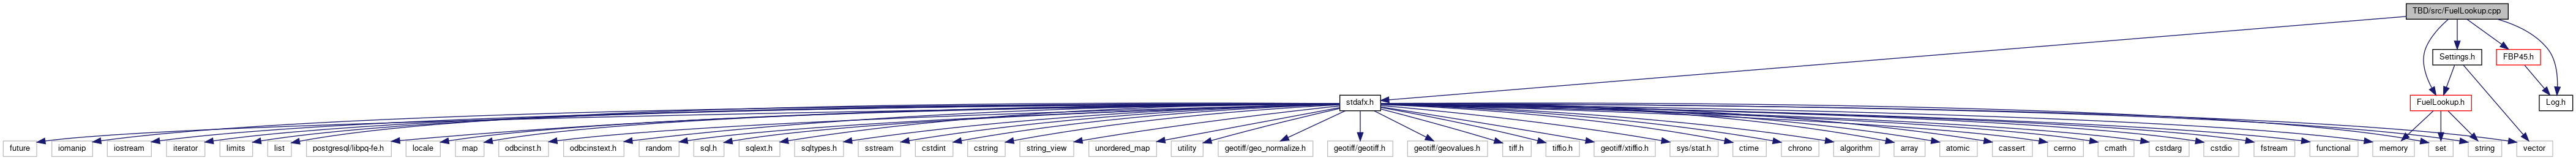 TBD/src/FuelLookup.cpp
Settings.h
FBP45.h
stdafx.h
FuelLookup.h
Log.h
future
iomanip
iostream
iterator
limits
list
postgresql/libpq-fe.h
locale
map
odbcinst.h
odbcinstext.h
random
sql.h
sqlext.h
sqltypes.h
sstream
cstdint
cstring
string_view
unordered_map
utility
geotiff/geo_normalize.h
geotiff/geotiff.h
geotiff/geovalues.h
tiff.h
tiffio.h
geotiff/xtiffio.h
sys/stat.h
ctime
chrono
algorithm
array
atomic
cassert
cerrno
cmath
cstdarg
cstdio
fstream
functional
memory
set
string
vector